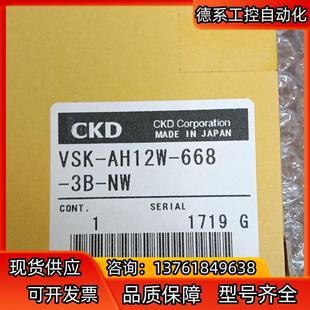 德系工控自动化
CKD
CKD Corporation
MADE IN JAPAN
VSK-AH12W-668
-3B-NW
CONT. SERIAL
1 1719 G
现货供应
咨询：13761849638
可开发票
品质保障
型号齐全